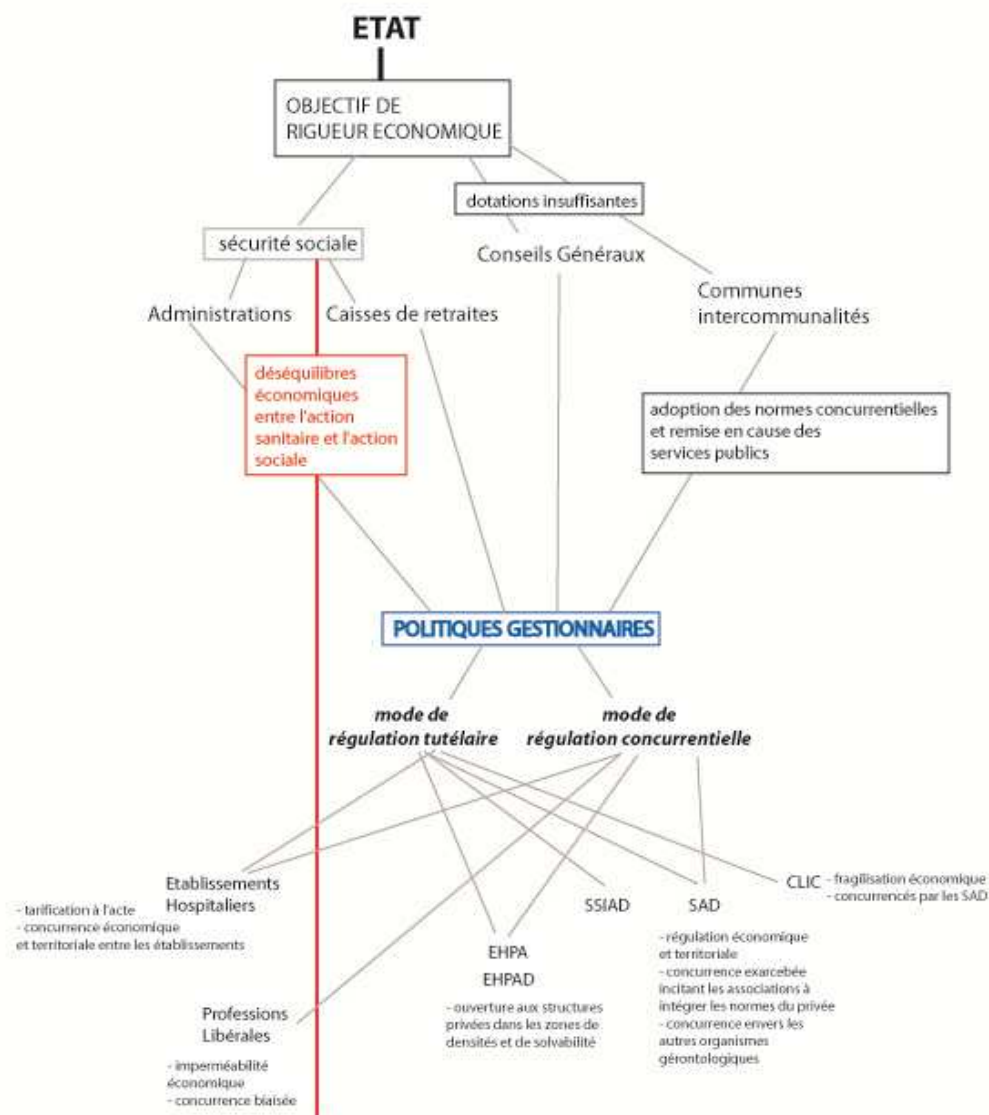 ETAT
OBJECTIF DE
RIGUEUR ECONOMIQUE
dotations insuffisantes
sécurité sociale
Conseils Généraux
Administrations
Caisses de retraites
Communes
intercommunalités
déséquilibres
économiques
entre l'action
sanitaire et l'action
sociale
adoption des normes concurrentielles
et remise en cause des
services publics
POLITIQUES GESTIONNAIRES
mode de
régulation tutélaire
mode de
régulation concurrentielle
Etablissements
Hospitaliers
- tarification à l'acte
- concurrence économique
et territoriale entre les établissements
Professions
Libérales
- imperméabilité
économique
- concurrence biaisée
EHPA
EHPAD
- ouverture aux structures
privées dans les zones de
densités et de solvabilité
SSIAD
SAD
- régulation économique
et territoriale
- concurrence exarcebée
incitant les associations à
intégrer les normes du privée
- concurrence envers les
autres organismes
gérontologiques
CLIC
- fragilisation économique
- concurrencés par les SAD